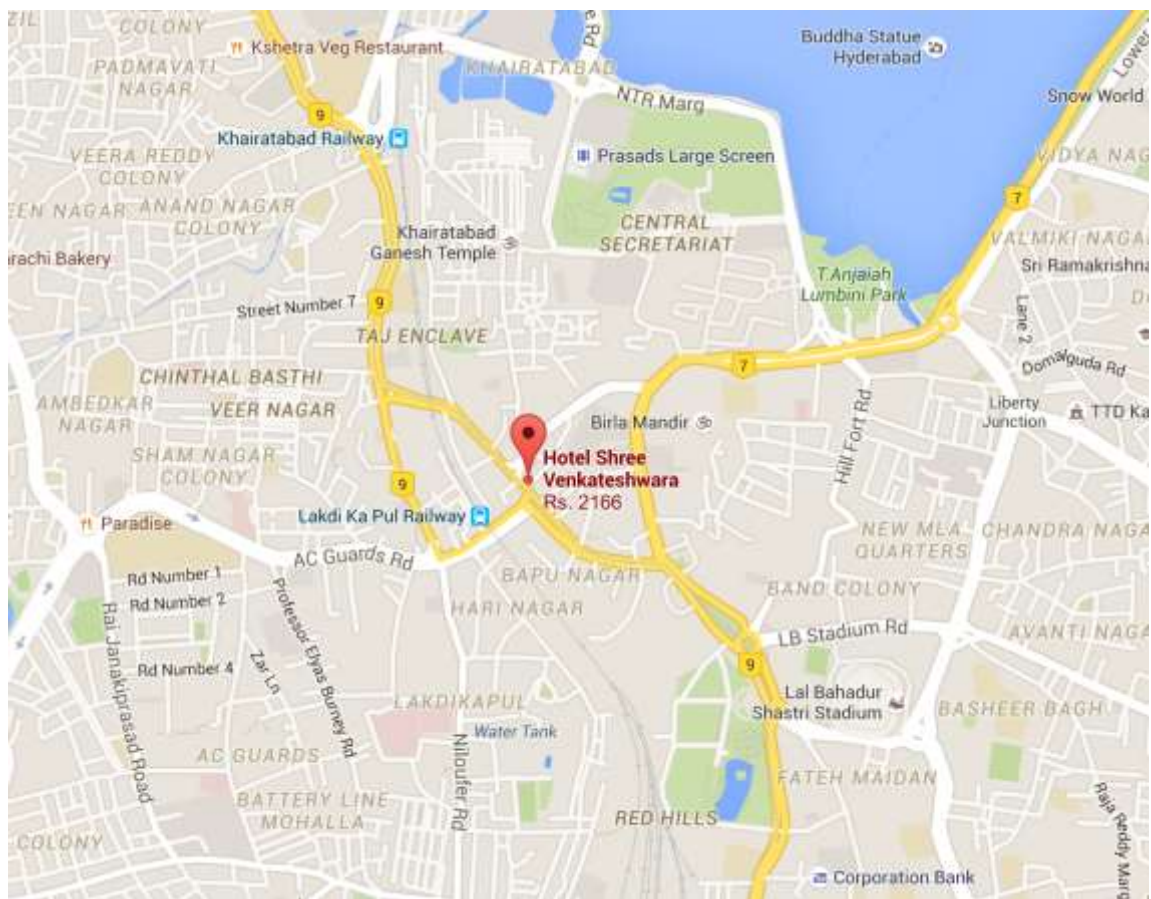 COLONY
Kshetra Veg Restaurant
PADMAVATI
NAGAR
KHAIRATABAD
NTR Marg
Buddha Statue
Hyderabad
Lower
Snow World
9
Khairatabad Railway
VEERA REDDY
COLONY
Prasads Large Screen
VIDYA NAG
EEN NAGAR
ANAND NAGAR
COLONY
7
Khairatabad
Ganesh Temple
CENTRAL
SECRETARIAT
VALMIKI NAGA
arachi Bakery
Sri Ramakrishna
T.Anjaiah
Lumbini Park
Street Number 7
9
TAJ ENCLAVE
Lane 2
7
Domalguda Rd
CHINTHAL BASTHI
AMBEDKAR
NAGAR
VEER NAGAR
Birla Mandir
Hill Fort Rd
Liberty
Junction
TTD Ka
SHAM NAGAR
COLONY
Hotel Shree
Venkateshwara
Rs. 2166
9
Paradise
Lakdi Ka Pul Railway
NEW MLA
QUARTERS
CHANDRA NAGA
AC Guards Rd
Rd Number 1
Rd Number 2
BAPU NAGAR
BAND COLONY
HARI NAGAR
LB Stadium Rd
AVANTI NAGA
Rai Janakiprasad Road
Professor Elyas Burney Rd
Zar Ln
Rd Number 4
9
LAKDIKAPUL
Lal Bahadur
Shastri Stadium
BASHEER BAGH
Water Tank
Niloufer Rd
AC GUARDS
FATEH MAIDAN
BATTERY LINE
MOHALLA
RED HILLS
Raja Reddy Marg
COLONY
Corporation Bank